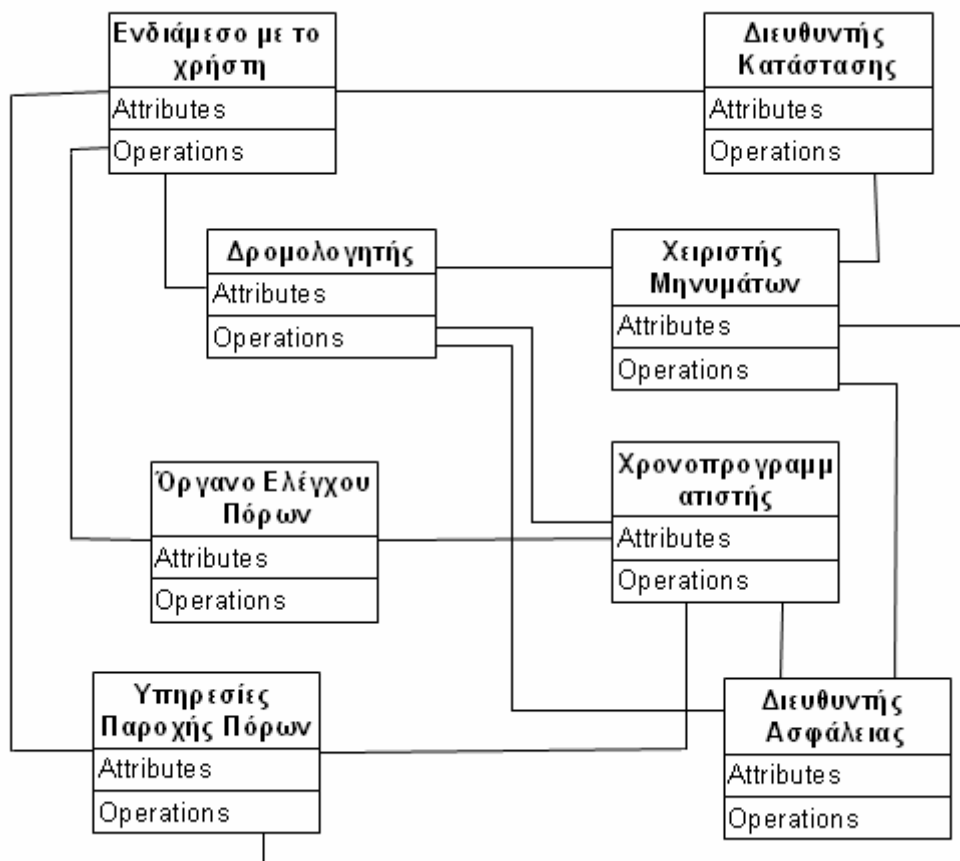 Ενδιάμεσο με το
χρήστη
Attributes
Operations
Διευθυντής
Κατάστασης
Attributes
Operations
Δρομολογητής
Attributes
Operations
Χειριστής
Μηνυμάτων
Attributes
Operations
Όργανο Ελέγχου
Πόρων
Attributes
Operations
Χρονοπρογραμμ
ατιστής
Attributes
Operations
Υπηρεσίες
Παροχής Πόρων
Attributes
Operations
Διευθυντής
Ασφάλειας
Attributes
Operations